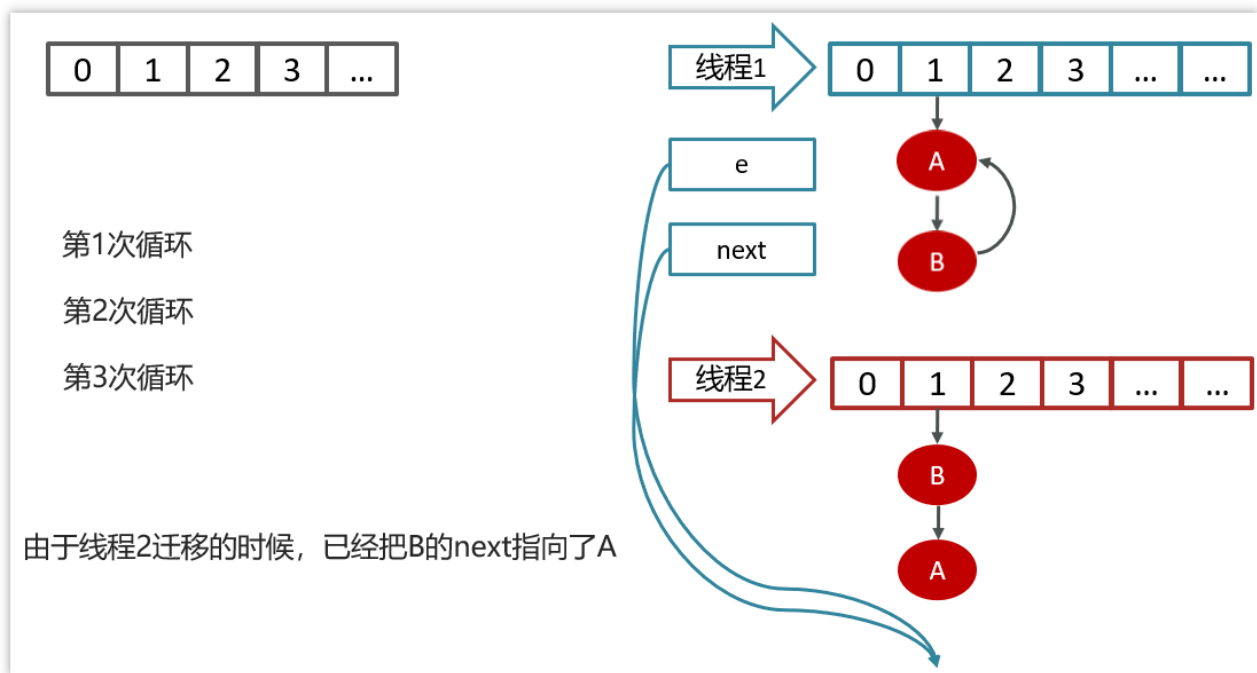 0 1 2 3 ...
线程1
0 1 2 3 ... ...
e
A
第1次循环
next
B
第2次循环
第3次循环
线程2
0 1 2 3 ... ...
B
由于线程2迁移的时候，已经把B的next指向了A
A